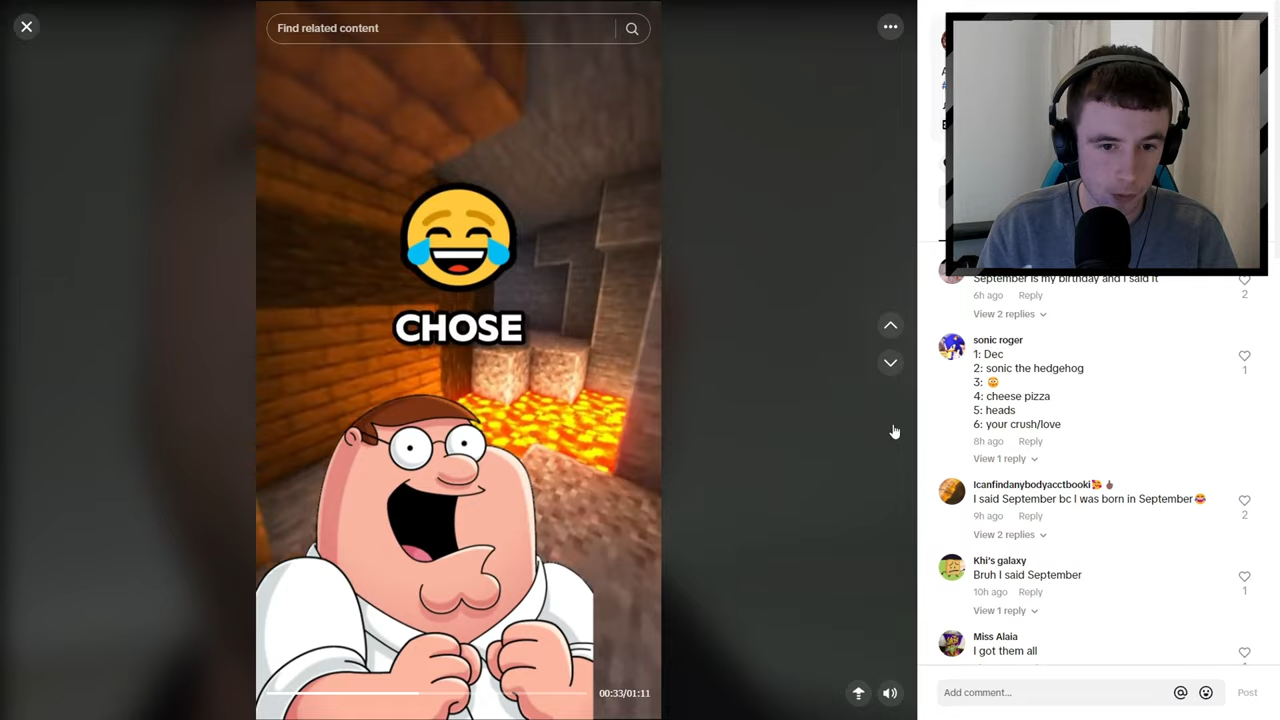 Find related content
CHOSE
00:33/01:11
September is my birthday and I said it
6h ago Reply
2
View 2 replies
sonic roger
1: Dec
2: sonic the hedgehog
3: 😳
4: cheese pizza
5: heads
6: your crush/love
1
8h ago Reply
View 1 reply
Icanfindanybodyacctbooki
I said September bc I was born in September😂
2
9h ago Reply
View 2 replies
Khi's galaxy
Bruh I said September
1
10h ago Reply
View 1 reply
Miss Alaia
I got them all
Add comment...
Post